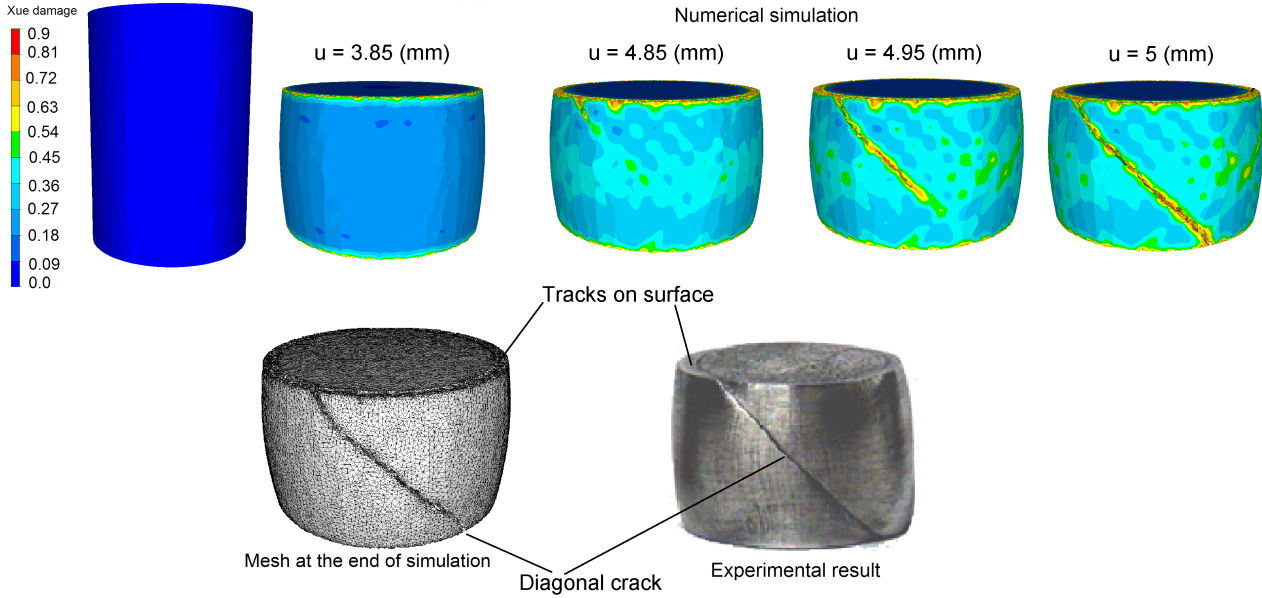 Xue damage
Numerical simulation
0.9
0.81
0.72
0.63
0.54
0.45
0.36
0.27
0.18
0.09
0.0
u = 3.85 (mm)
u = 4.85 (mm)
u = 4.95 (mm)
u = 5 (mm)
Tracks on surface
Mesh at the end of simulation
Experimental result
Diagonal crack